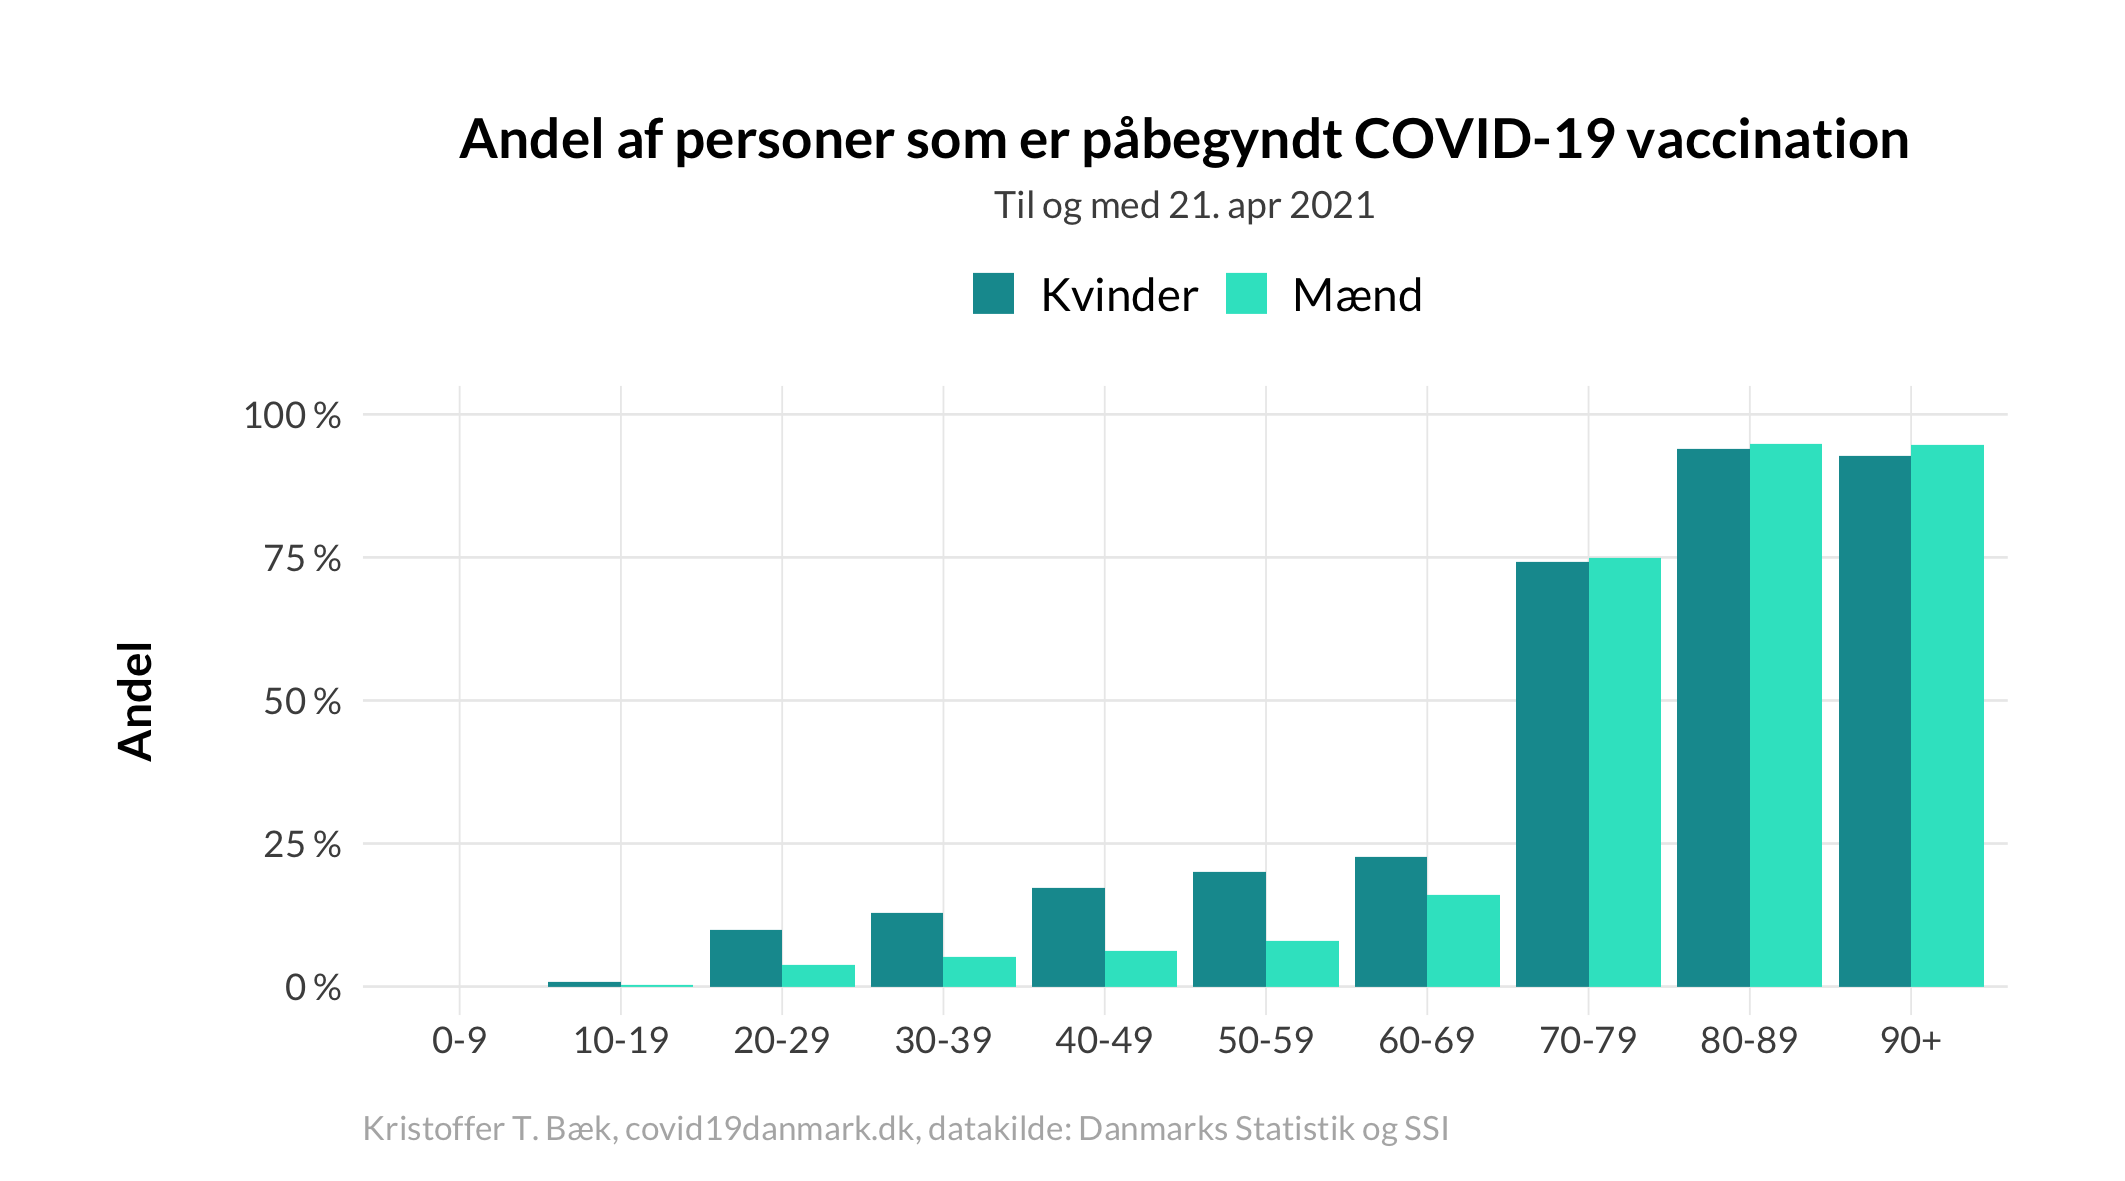 Andel af personer som er påbegyndt COVID-19 vaccination
Til og med 21. apr 2021
Kvinder Mænd
100 %
75 %
50 %
25 %
0 %
Andel
0-9 10-19 20-29 30-39 40-49 50-59 60-69 70-79 80-89 90+
Kristoffer T. Bæk, covid19danmark.dk, datakilde: Danmarks Statistik og SSI